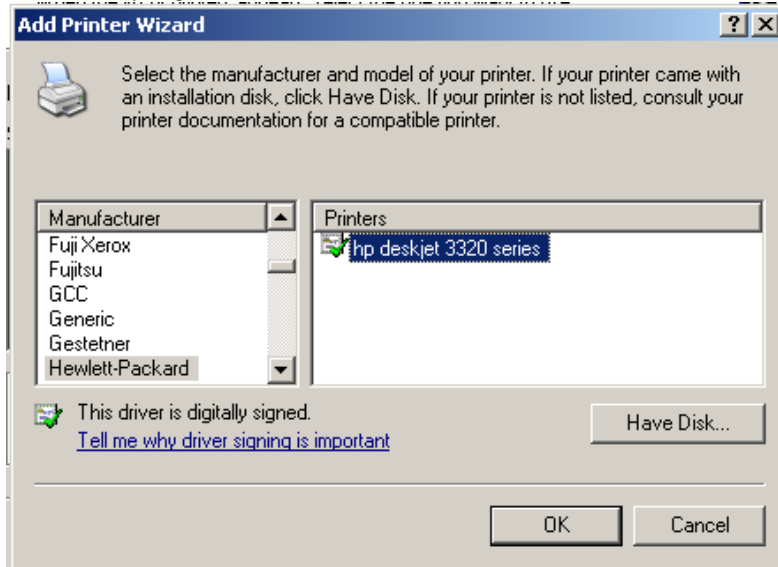 Add Printer Wizard
Select the manufacturer and model of your printer. If your printer came with
an installation disk, click Have Disk. If your printer is not listed, consult your
printer documentation for a compatible printer.
Manufacturer
Fuji Xerox
Fujitsu
GCC
Generic
Gestetner
Hewlett-Packard
Printers
hp deskjet 3320 series
This driver is digitally signed.
Tell me why driver signing is important
Have Disk...
OK
Cancel